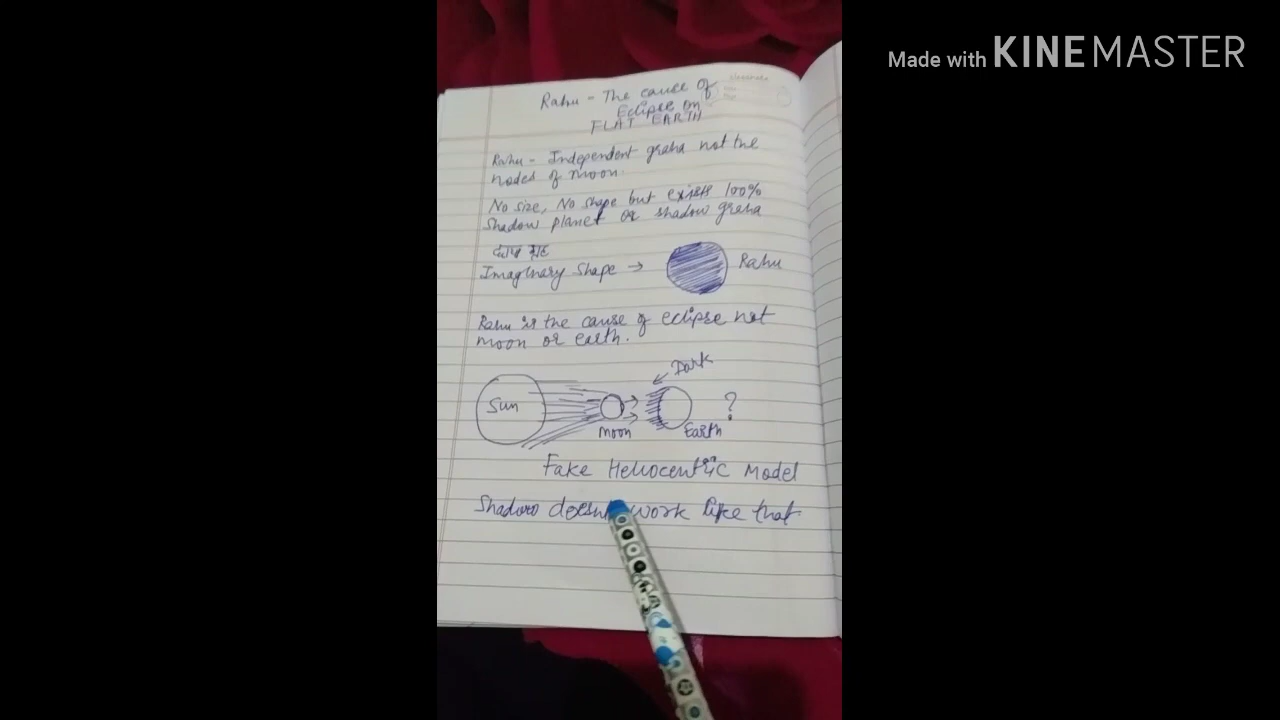 Made with KINEMASTER
classmate
Rahu - The cause of
Eclipse on
FLAT EARTH
Rahu - Independent graha not the
nodes of moon.
No size, No shape but exists 100%
Shadow planet or shadow graha
Imaginary Shape →
Rahu
Rahu is the cause of eclipse not
moon or earth.
Dark
Sun
?
Moon
Earth
Fake Heliocentric Model
Shadow work like that